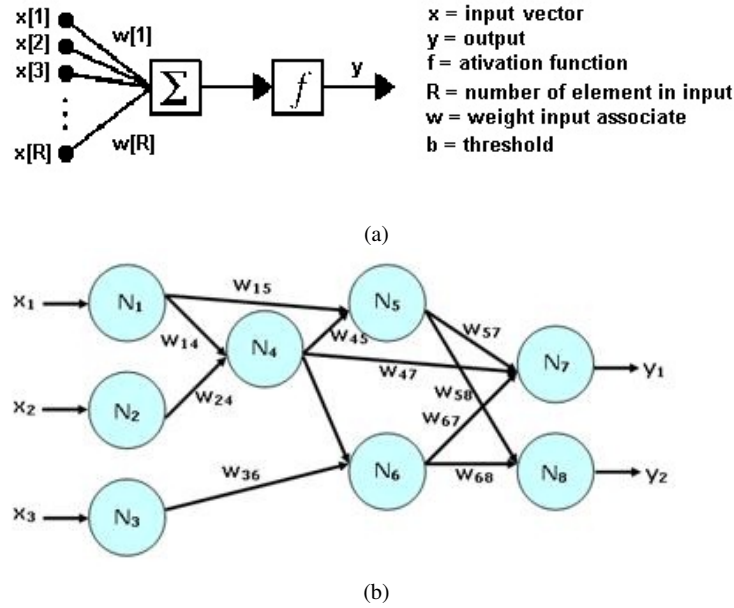 x[1]
x[2]
x[3]
x[R]
w[1]
w[R]
Σ
f
y
x = input vector
y = output
f = ativation function
R = number of element in input
w = weight input associate
b = threshold
(a)
x₁
N₁
w₁₅
N₅
w₁₄
N₄
w₄₅
w₅₇
N₇
y₁
w₄₇
x₂
N₂
w₂₄
w₅₈
w₆₇
x₃
N₃
w₃₆
N₆
w₆₈
N₈
y₂
(b)